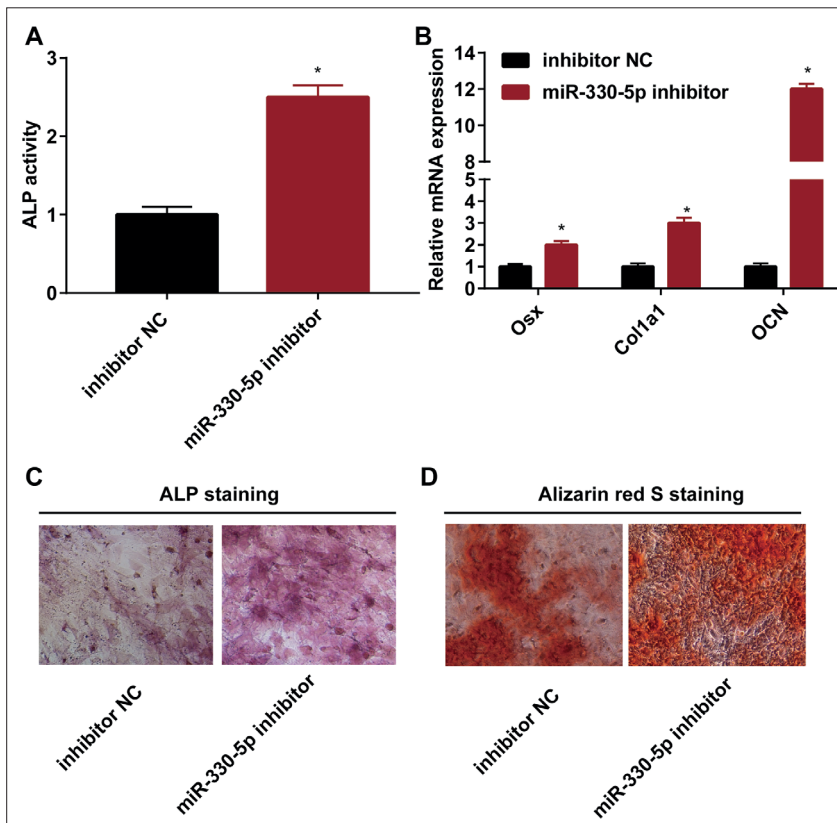 A
3
2
1
0
ALP activity
*
inhibitor NC
miR-330-5p inhibitor
B
14
12
10
8
6
5
4
3
2
1
0
Relative mRNA expression
inhibitor NC
miR-330-5p inhibitor
*
*
*
Osx
Col1a1
OCN
C
ALP staining
inhibitor NC
miR-330-5p inhibitor
D
Alizarin red S staining
inhibitor NC
miR-330-5p inhibitor